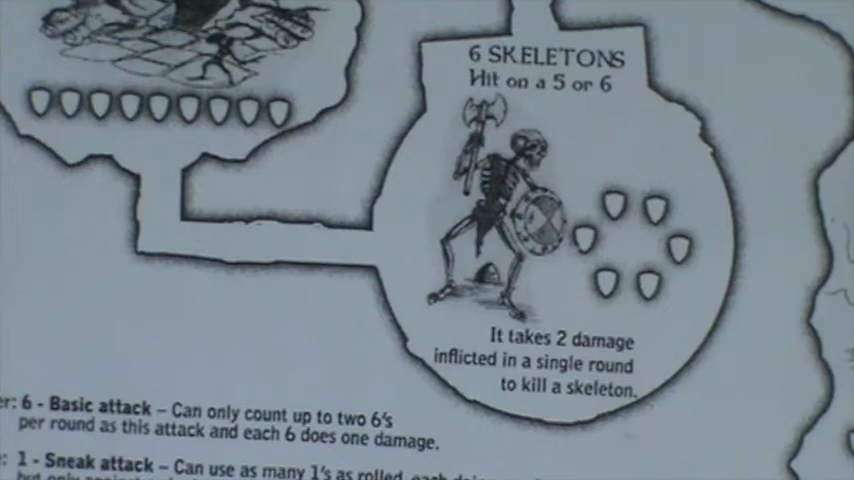 6 SKELETONS
Hit on a 5 or 6
It takes 2 damage
inflicted in a single round
to kill a skeleton.
6 - Basic attack – Can only count up to two 6's
per round as this attack and each 6 does one damage.
1 - Sneak attack – Can use as many 1's as rolled, each